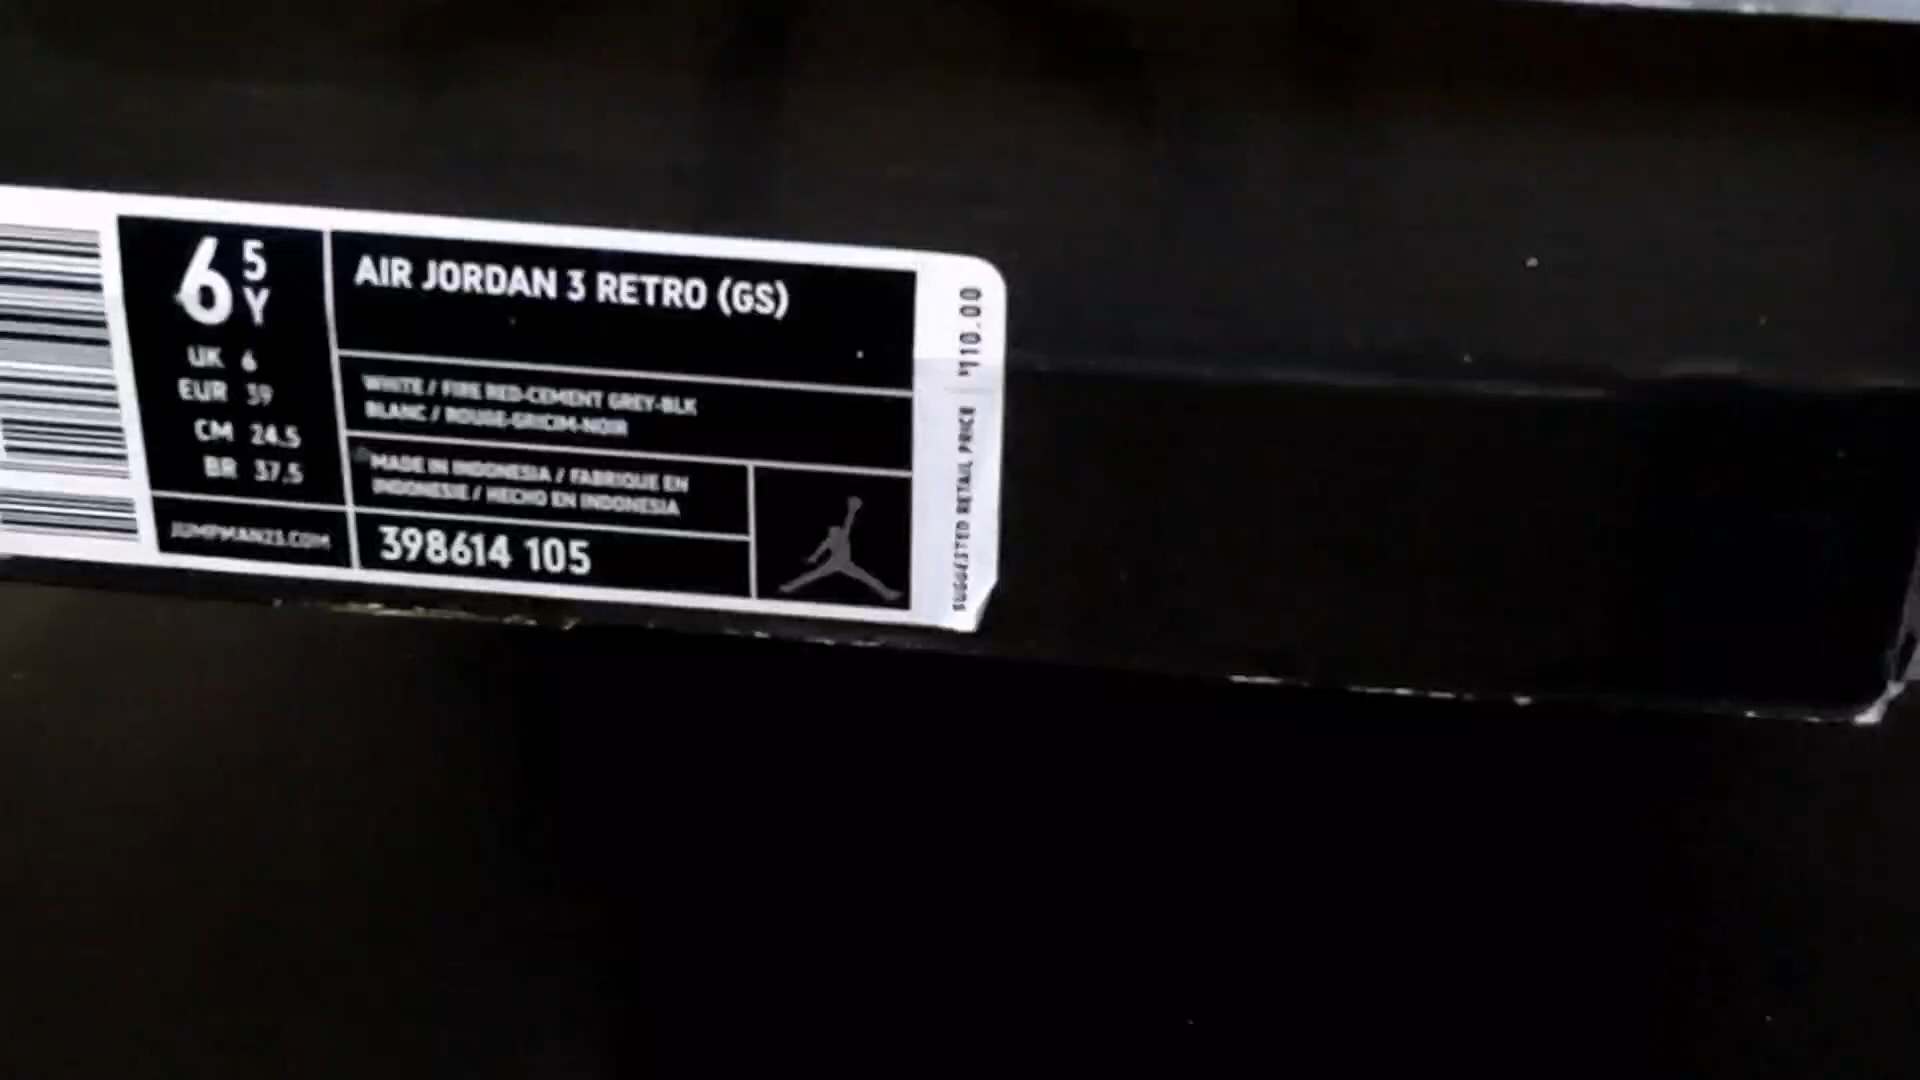 6 5
Y
UK 6
EUR 39
CM 24.5
BR 37.5
JUMPMAN23.COM
AIR JORDAN 3 RETRO (GS)
WHITE / FIRE RED-CEMENT GREY-BLK
BLANC / ROUGE-GRICIM-NOIR
MADE IN INDONESIA / FABRIQUE EN
INDONESIE / HECHO EN INDONESIA
398614 105
SUGGESTED RETAIL PRICE $110.00